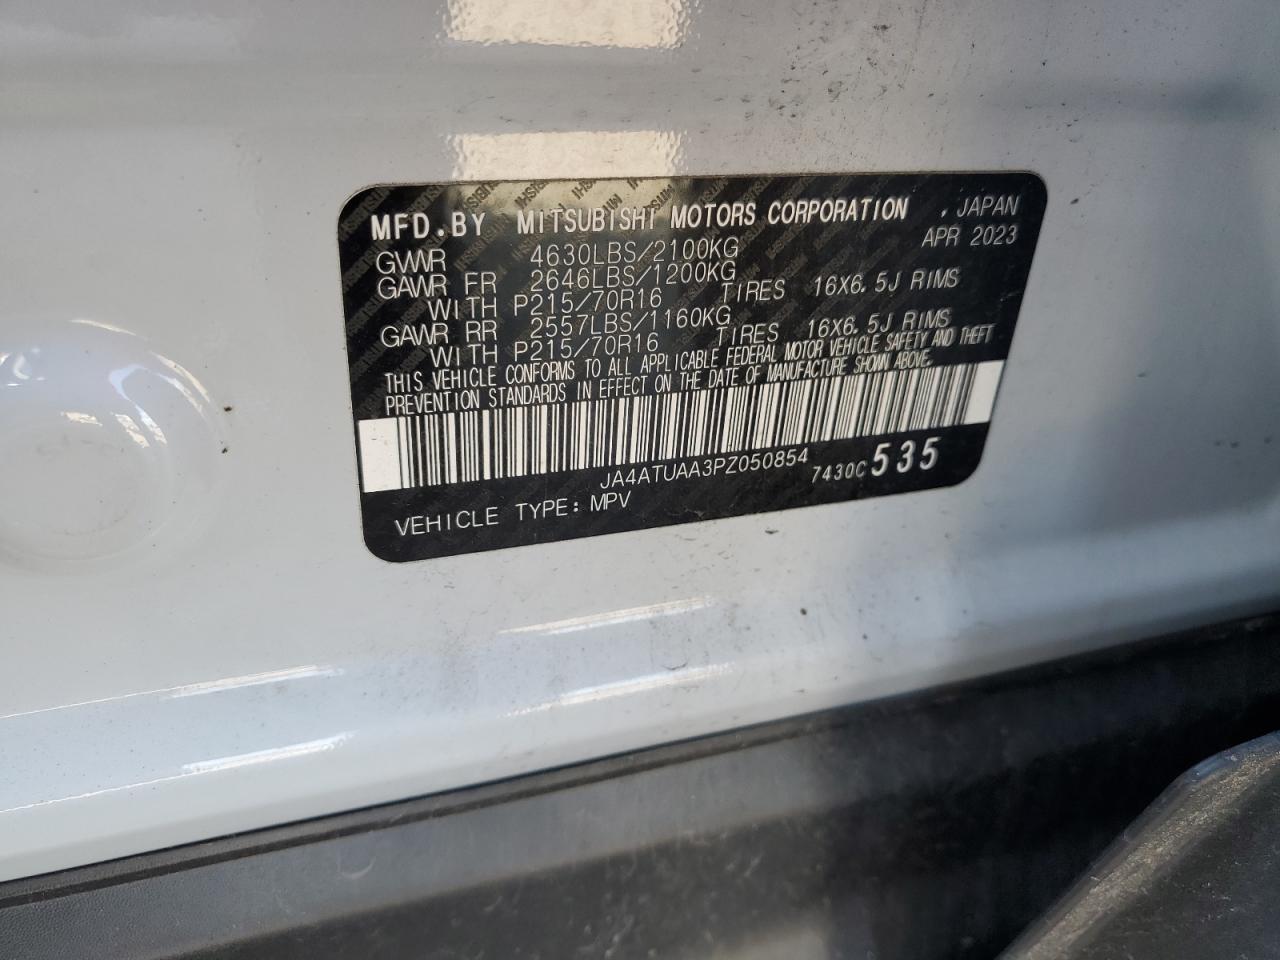 MFD.BY MITSUBISHI MOTORS CORPORATION , JAPAN
APR 2023
GVWR 4630LBS/2100KG
GAWR FR 2646LBS/1200KG
WITH P215/70R16 TIRES 16X6.5J RIMS
GAWR RR 2557LBS/1160KG
WITH P215/70R16 TIRES 16X6.5J RIMS
THIS VEHICLE CONFORMS TO ALL APPLICABLE FEDERAL MOTOR VEHICLE SAFETY AND THEFT
PREVENTION STANDARDS IN EFFECT ON THE DATE OF MANUFACTURE SHOWN ABOVE.
JA4ATUAA3PZ050854 7430C535
VEHICLE TYPE: MPV